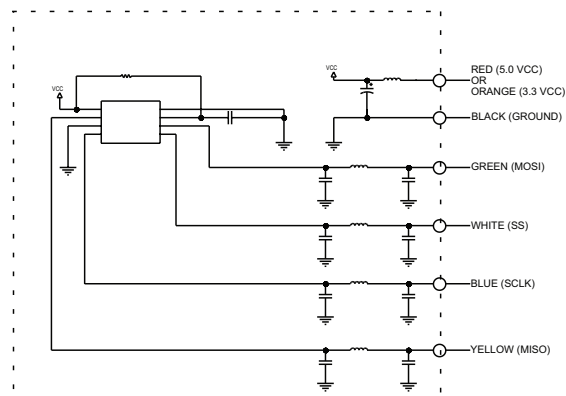 VCC
VCC
RED (5.0 VCC)
OR
ORANGE (3.3 VCC)
BLACK (GROUND)
GREEN (MOSI)
WHITE (SS)
BLUE (SCLK)
YELLOW (MISO)